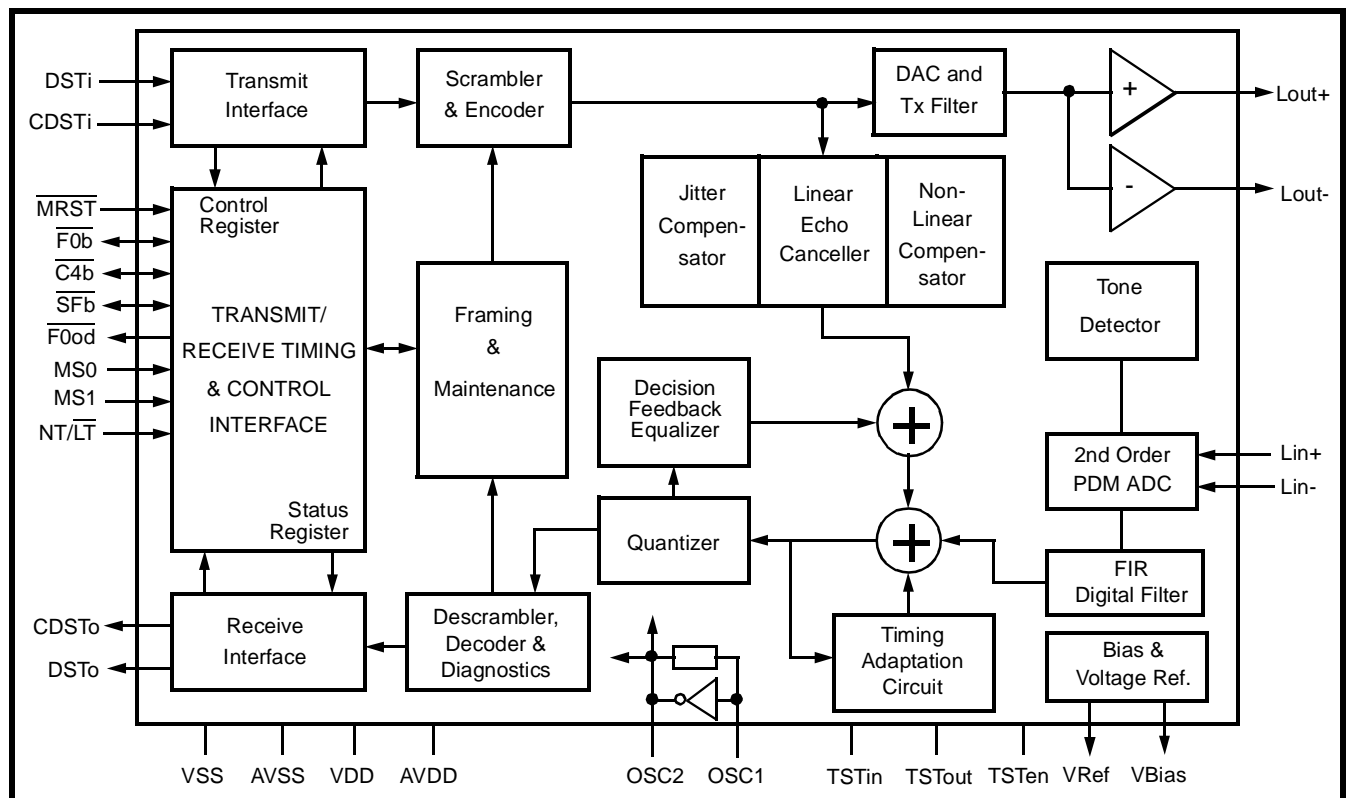 DSTi
CDSTi
MRST
F0b
C4b
SFb
F0od
MS0
MS1
NT/LT
CDSTo
DSTo
Transmit
Interface
Control
Register
TRANSMIT/
RECEIVE TIMING
& CONTROL
INTERFACE
Status
Register
Receive
Interface
Scrambler
& Encoder
Framing
&
Maintenance
Descrambler,
Decoder &
Diagnostics
DAC and
Tx Filter
+
-
Lout+
Lout-
Jitter
Compen-
sator
Linear
Echo
Canceller
Non-
Linear
Compen-
sator
Tone
Detector
Decision
Feedback
Equalizer
+
2nd Order
PDM ADC
Lin+
Lin-
Quantizer
+
FIR
Digital Filter
Timing
Adaptation
Circuit
Bias &
Voltage Ref.
VSS
AVSS
VDD
AVDD
OSC2
OSC1
TSTin
TSTout
TSTen
VRef
VBias